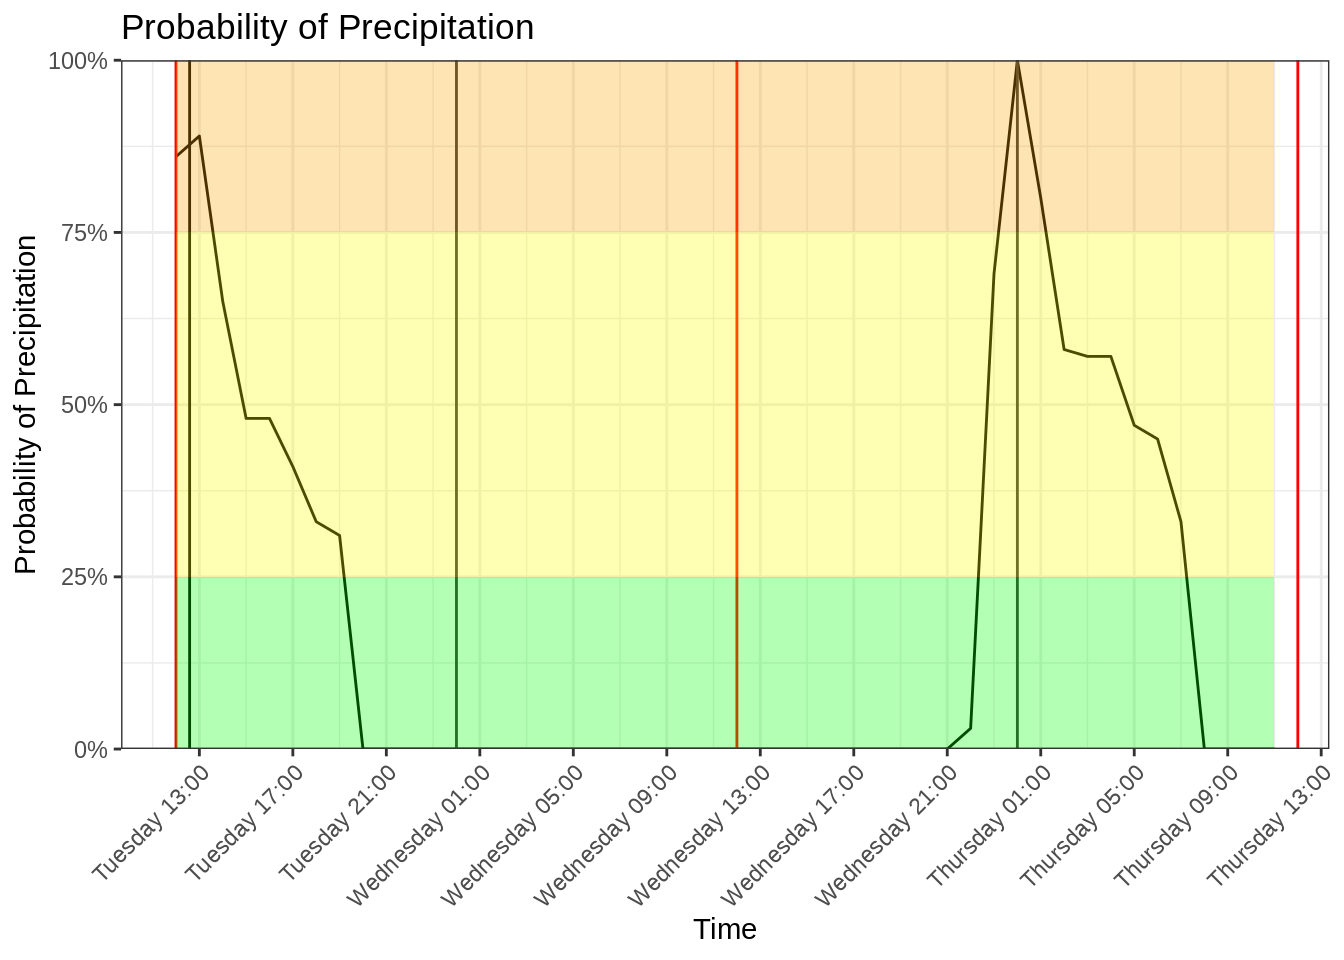 Probability of Precipitation
Probability of Precipitation
100%
75%
50%
25%
0%
Tuesday 13:00
Tuesday 17:00
Tuesday 21:00
Wednesday 01:00
Wednesday 05:00
Wednesday 09:00
Wednesday 13:00
Wednesday 17:00
Wednesday 21:00
Thursday 01:00
Thursday 05:00
Thursday 09:00
Thursday 13:00
Time